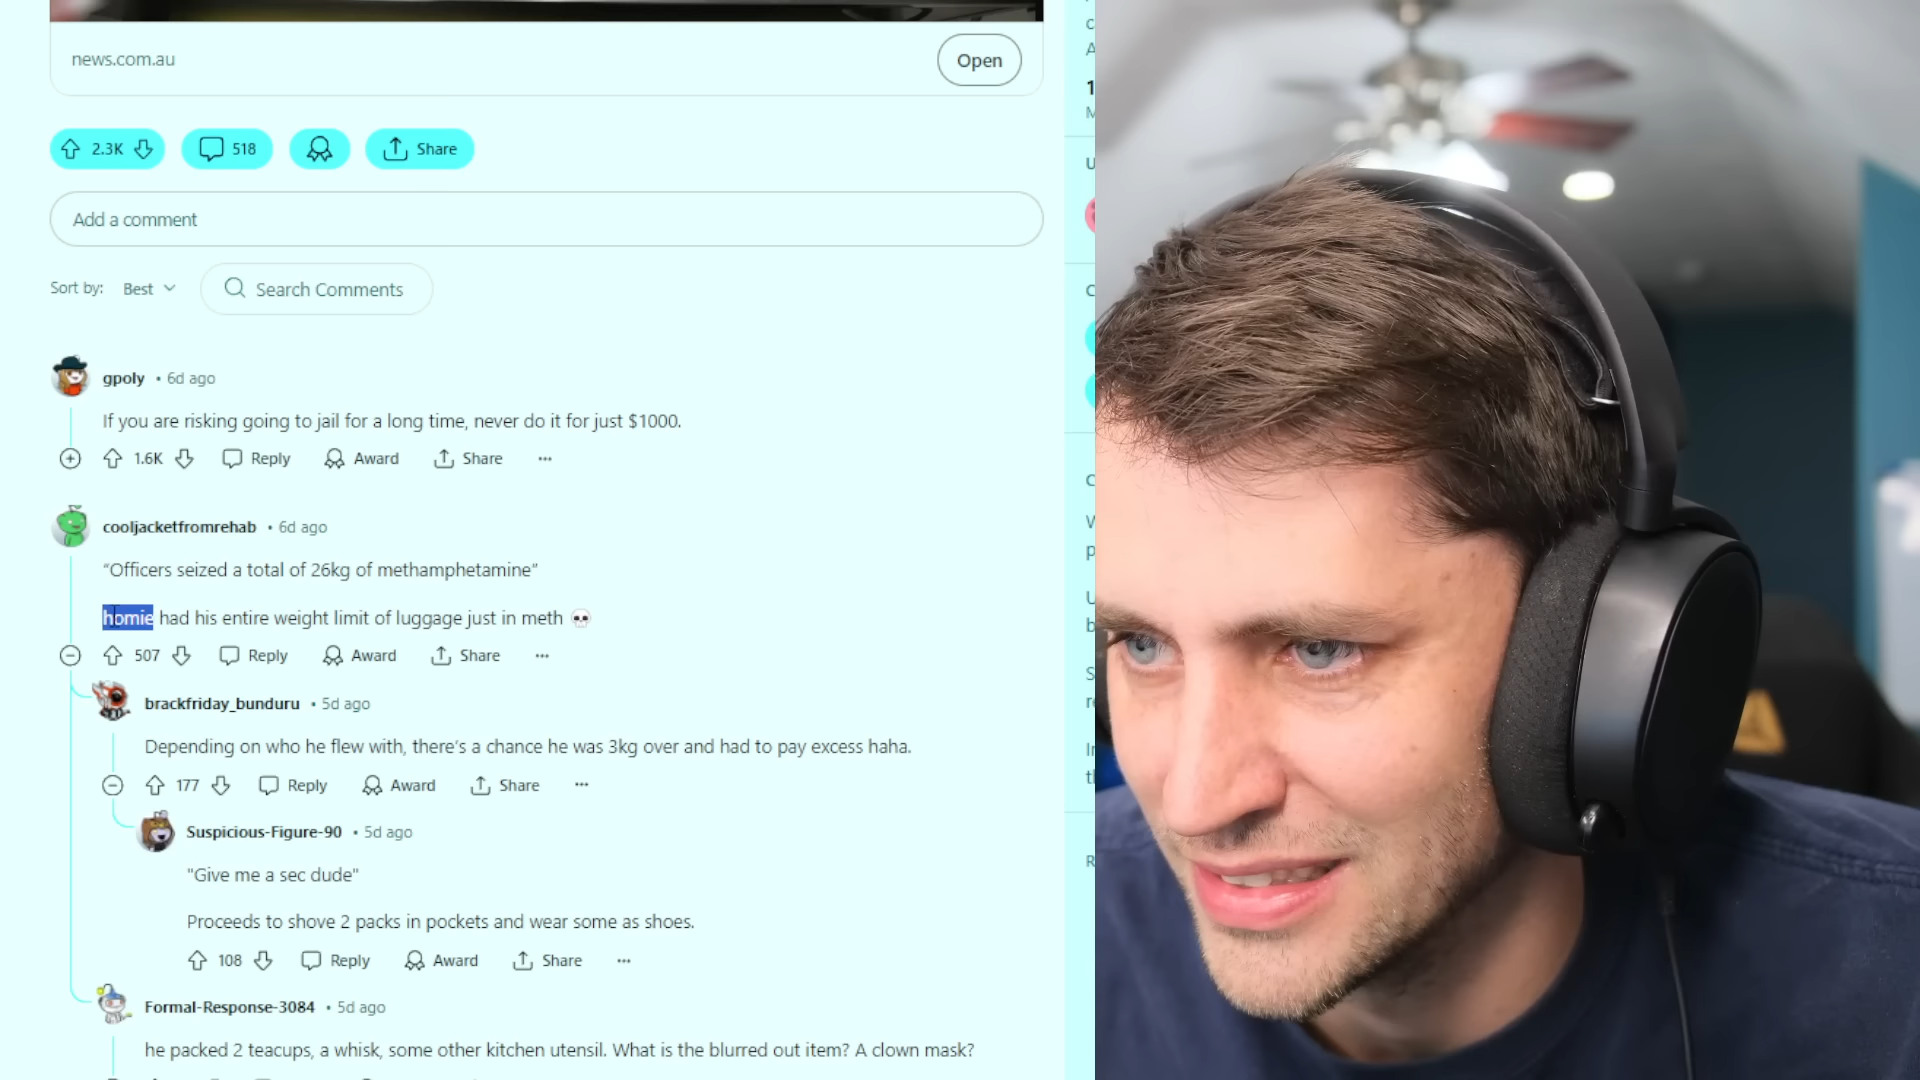 news.com.au
Open
2.3K
518
Share
Add a comment
Sort by: Best
Search Comments
gpoly • 6d ago
If you are risking going to jail for a long time, never do it for just $1000.
1.6K Reply Award Share ...
cooljacketfromrehab • 6d ago
“Officers seized a total of 26kg of methamphetamine”
homie had his entire weight limit of luggage just in meth 💀
507 Reply Award Share ...
brackfriday_bunduru • 5d ago
Depending on who he flew with, there’s a chance he was 3kg over and had to pay excess haha.
177 Reply Award Share ...
Suspicious-Figure-90 • 5d ago
"Give me a sec dude"
Proceeds to shove 2 packs in pockets and wear some as shoes.
108 Reply Award Share ...
Formal-Response-3084 • 5d ago
he packed 2 teacups, a whisk, some other kitchen utensil. What is the blurred out item? A clown mask?